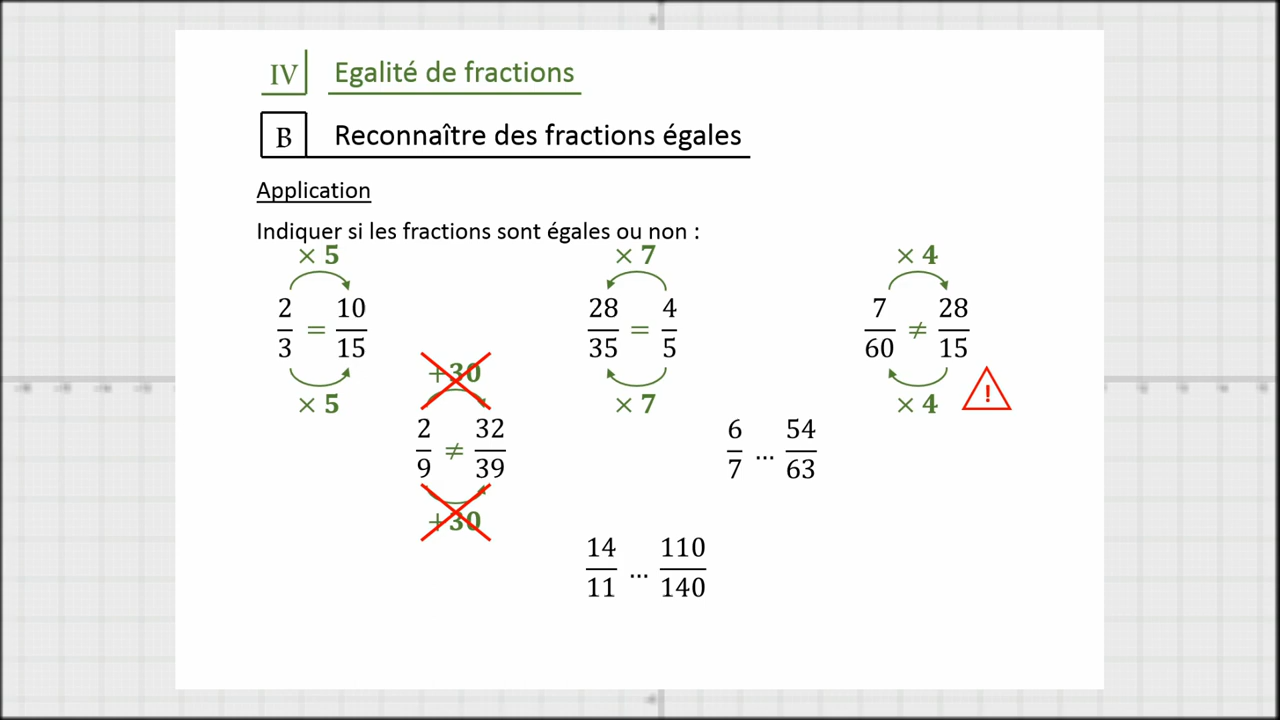 IV Egalité de fractions
B Reconnaître des fractions égales
Application
Indiquer si les fractions sont égales ou non :
× 5 × 7 × 4
2/3 = 10/15 28/35 = 4/5 7/60 ≠ 28/15
× 5 × 7 × 4 !
+30
2/9 ≠ 32/39 6/7 ... 54/63
+30
14/11 ... 110/140